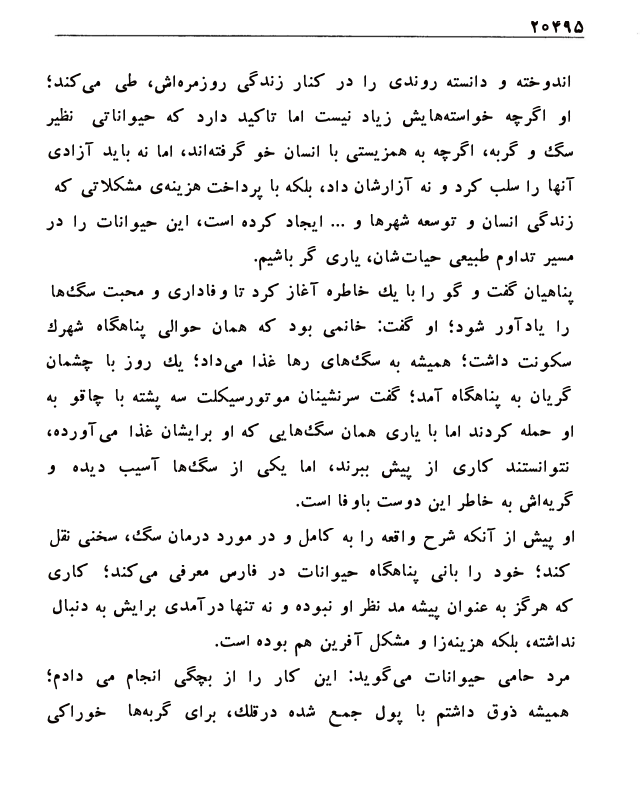 ۲۰۴۹۵
اندوخته و دانسته روندی را در کنار زندگی روزمره‌اش، طی می‌کند؛
او اگرچه خواسته‌هایش زیاد نیست اما تاکید دارد که حیواناتی نظیر
سگ و گربه، اگرچه به همزیستی با انسان خو گرفته‌اند، اما نه باید آزادی
آنها را سلب کرد و نه آزارشان داد، بلکه با پرداخت هزینه‌ی مشکلاتی که
زندگی انسان و توسعه شهرها و ... ایجاد کرده است، این حیوانات را در
مسیر تداوم طبیعی حیات‌شان، یاری گر باشیم.
پناهیان گفت و گو را با یک خاطره آغاز کرد تا وفاداری و محبت سگ‌ها
را یادآور شود؛ او گفت: خانمی بود که همان حوالی پناهگاه شهرک
سکونت داشت؛ همیشه به سگ‌های رها غذا می‌داد؛ یک روز با چشمان
گریان به پناهگاه آمد؛ گفت سرنشینان موتورسیکلت سه پشته با چاقو به
او حمله کردند اما با یاری همان سگ‌هایی که او برایشان غذا می‌آورده،
نتوانستند کاری از پیش ببرند، اما یکی از سگ‌ها آسیب دیده و
گریه‌اش به خاطر این دوست باوفا است.
او پیش از آنکه شرح واقعه را به کامل و در مورد درمان سگ، سخنی نقل
کند؛ خود را بانی پناهگاه حیوانات در فارس معرفی می‌کند؛ کاری
که هرگز به عنوان پیشه مد نظر او نبوده و نه تنها درآمدی برایش به دنبال
نداشته، بلکه هزینه‌زا و مشکل آفرین هم بوده است.
مرد حامی حیوانات می‌گوید: این کار را از بچگی انجام می دادم؛
همیشه ذوق داشتم با پول جمع شده درقلک، برای گربه‌ها خوراکی